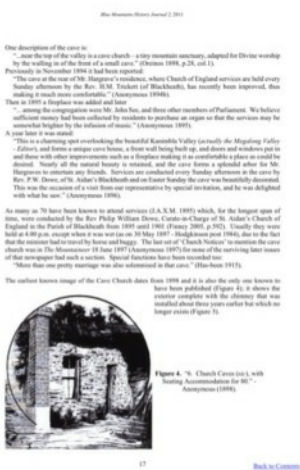 Blue Mountains History Journal 2; 2011
One description of the cave is:
"...near the top of the valley is a cave church - a tiny mountain sanctuary, adapted for Divine worship
by the walling in of the front of a small cave." (Oreinos 1898, p.28, col.1).
Previously in November 1894 it had been reported:
"The cave at the rear of Mr. Hargrave's residence, where Church of England services are held every
Sunday afternoon by the Rev. H.M. Trickett (of Blackheath), has recently been improved, thus
making it much more comfortable." (Anonymous 1894b).
Then in 1895 a fireplace was added and later
"...among the congregation were Mr. John See, and three other members of Parliament. We believe
sufficient money had been collected by residents to purchase an organ so that the services may be
somewhat brighter by the infusion of music." (Anonymous 1895).
A year later it was stated:
"This is a charming spot overlooking the beautiful Kanimbla Valley (actually the Megalong Valley
- Editor), and forms a unique cave house, a front wall being built up, and doors and windows put in
and these with other improvements such as a fireplace making it as comfortable a place as could be
desired. Nearly all the natural beauty is retained, and the cave forms a splendid arbor for Mr.
Hargreaves to entertain any friends. Services are conducted every Sunday afternoon in the cave by
Rev. P.W. Dowe, of St. Aidan's Blackheath and on Easter Sunday the cave was beautifully decorated.
This was the occasion of a visit from our representative by special invitation, and he was delighted
with what he saw." (Anonymous 1896).
As many as 70 have been known to attend services (J.A.X.M. 1895) which, for the longest span of
time, were conducted by the Rev Philip William Dowe, Curate-in-Charge of St. Aidan's Church of
England in the Parish of Blackheath from 1895 until 1901 (Finney 2005, p.592). Usually they were
held at 4.00 p.m. except when it was wet (as on 30 May 1897 - Hodgkinson post 1984), due to the fact
that the minister had to travel by horse and buggy. The last set of 'Church Notices' to mention the cave
church was in The Mountaineer 18 June 1897 (Anonymous 1897) for none of the surviving later issues
of that newspaper had such a section. Special functions have been recorded too:
"More than one pretty marriage was also solemnised in that cave." (Has-been 1915).
The earliest known image of the Cave Church dates from 1898 and it is also the only one known to
have been published (Figure 4); it shows the
exterior complete with the chimney that was
installed about three years earlier but which no
longer exists (Figure 3).
Figure 4. "6. Church Caves (sic), with
Seating Accommodation for 80." -
Anonymous (1898).
17
Back to Contents